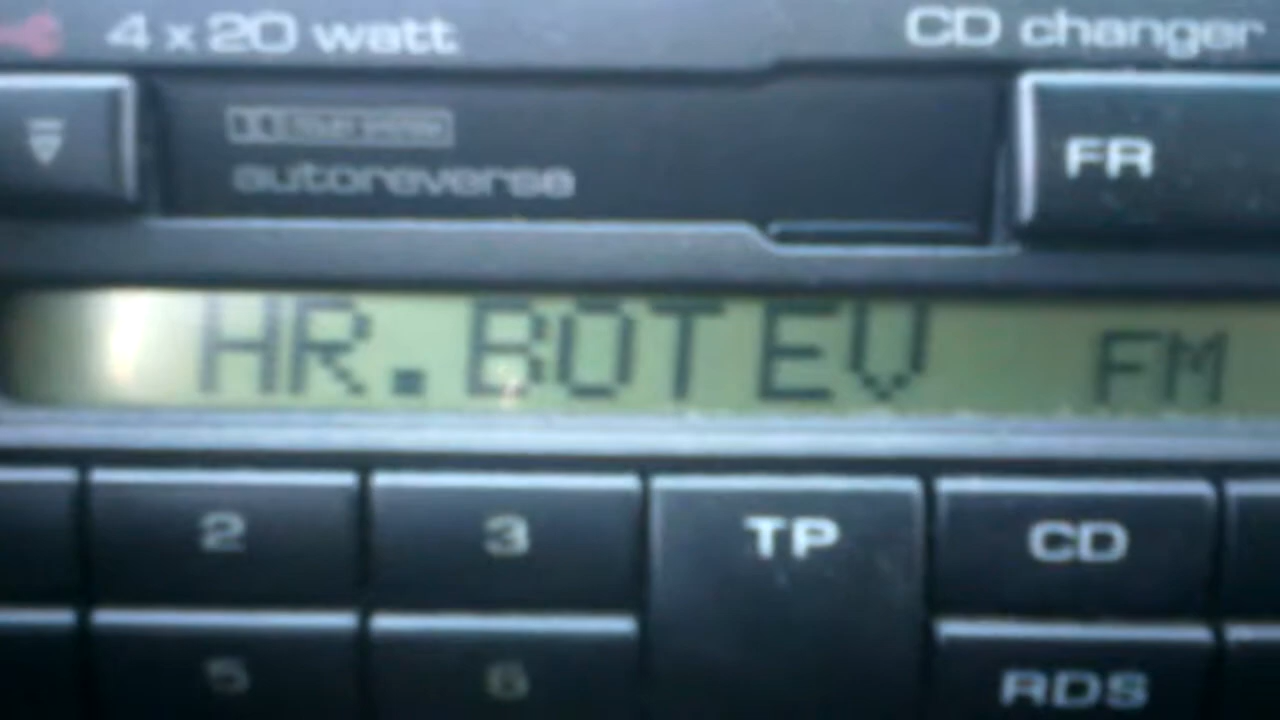 4 x 20 watt CD changer
FR
autoreverse
HR.BOTEV FM
2 3 TP CD
5 6 RDS